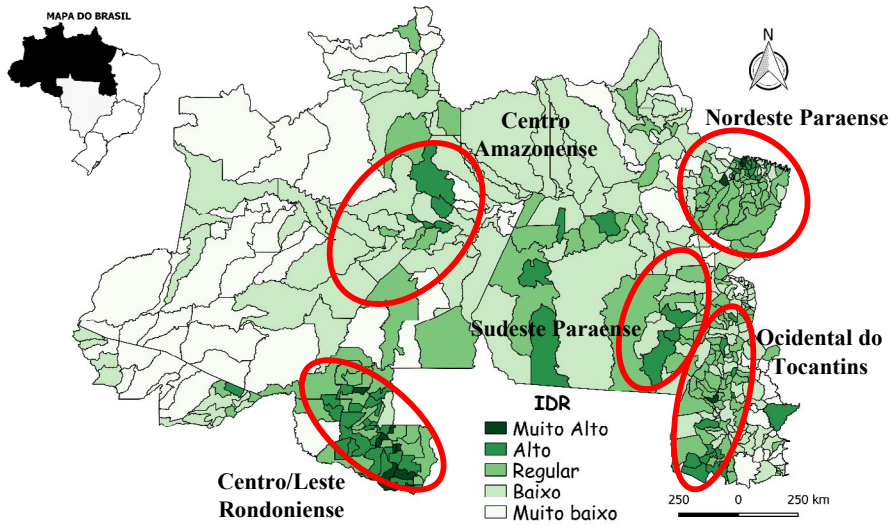 MAPA DO BRASIL
N
Nordeste Paraense
Centro
Amazonense
Sudeste Paraense
Ocidental do
Tocantins
Centro/Leste
Rondoniense
IDR
Muito Alto
Alto
Regular
Baixo
Muito baixo
250 0 250 km